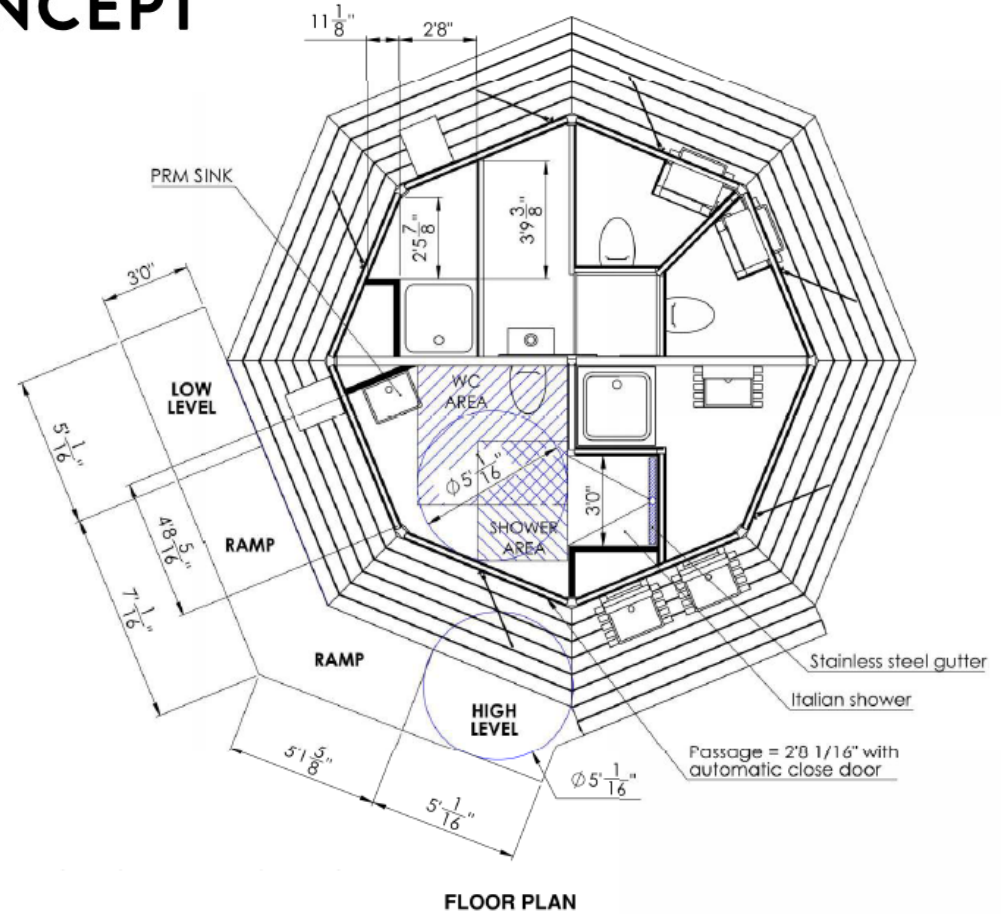 NCEPT
11 1/8"
2'8"
PRM SINK
2'5 7/8"
3'9 3/8"
3'0"
LOW
LEVEL
WC
AREA
5' 1/16"
Ø5' 1/16"
3'0"
4'8 5/16"
RAMP
SHOWER
AREA
7' 1/16"
RAMP
Stainless steel gutter
Italian shower
HIGH
LEVEL
Passage = 2'8 1/16" with
automatic close door
5'1 5/8"
Ø5' 1/16"
5' 1/16"
FLOOR PLAN